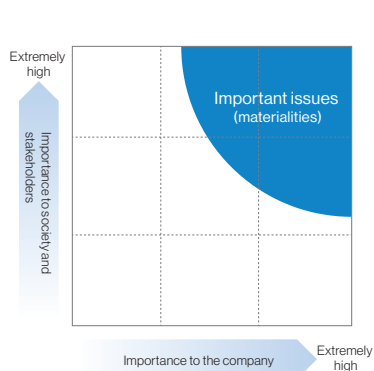 Extremely
high
Important issues
(materialities)
Importance to society and
stakeholders
Importance to the company
Extremely
high